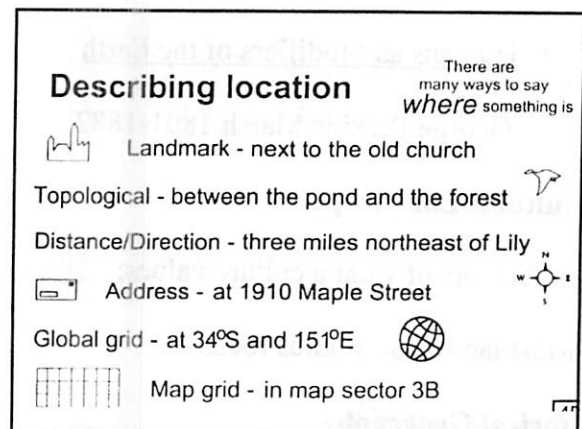 Describing location
There are
many ways to say
where something is
Landmark - next to the old church
Topological - between the pond and the forest
Distance/Direction - three miles northeast of Lily
N
W
E
S
Address - at 1910 Maple Street
Global grid - at 34ºS and 151ºE
Map grid - in map sector 3B